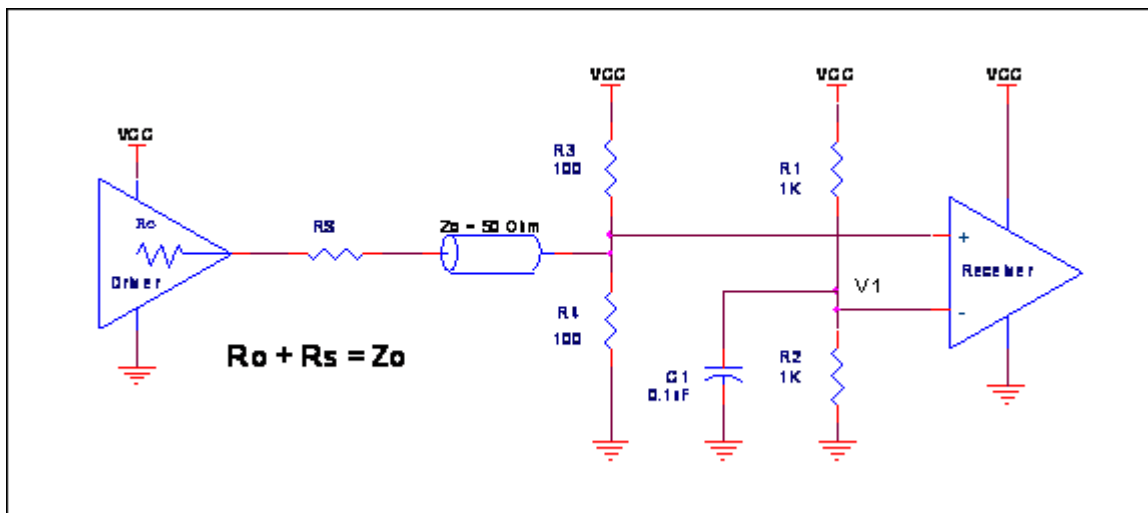 VCC
VCC
VCC
VCC
R3
100
R1
1K
Ro
RS
Zo = 50 Ohm
+
Driver
Receiver
V1
-
R4
100
Ro + Rs = Zo
C1
0.1uF
R2
1K